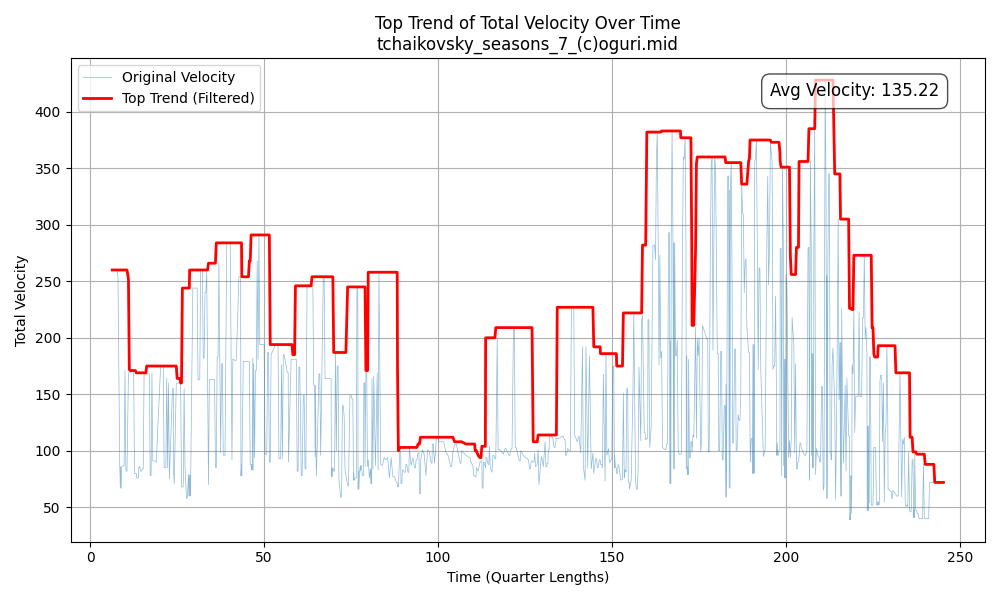 Top Trend of Total Velocity Over Time
tchaikovsky_seasons_7_(c)oguri.mid
Original Velocity
Top Trend (Filtered)
Avg Velocity: 135.22
Total Velocity
400
350
300
250
200
150
100
50
0
50
100
150
200
250
Time (Quarter Lengths)